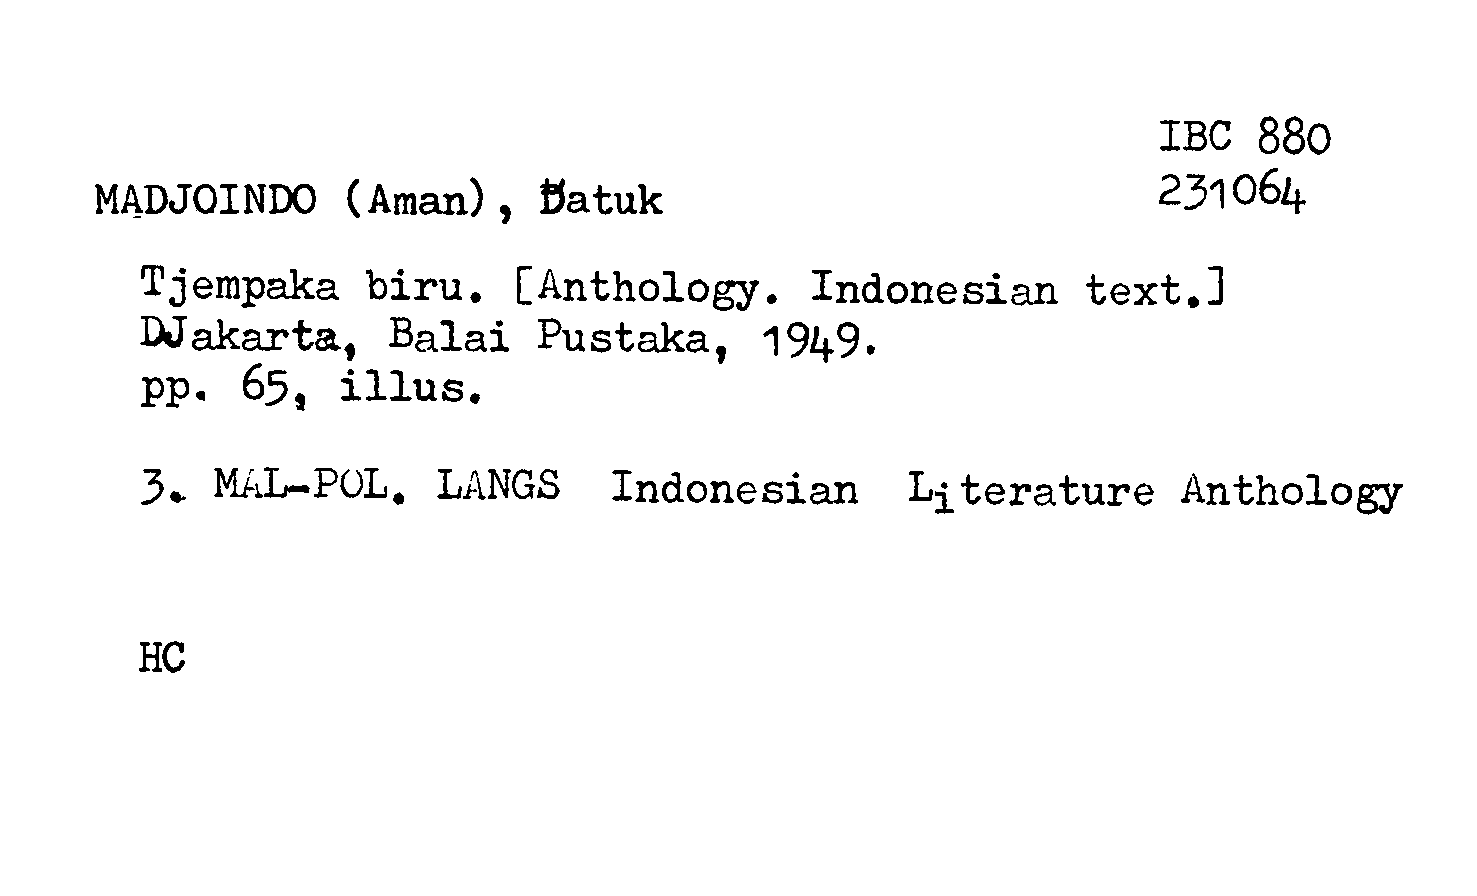 IBC 880
MADJOINDO (Aman), Datuk
231064
Tjempaka biru. [Anthology. Indonesian text.]
DJakarta, Balai Pustaka, 1949.
pp. 65, illus.
3. MAL-POL. LANGS Indonesian Literature Anthology
HC